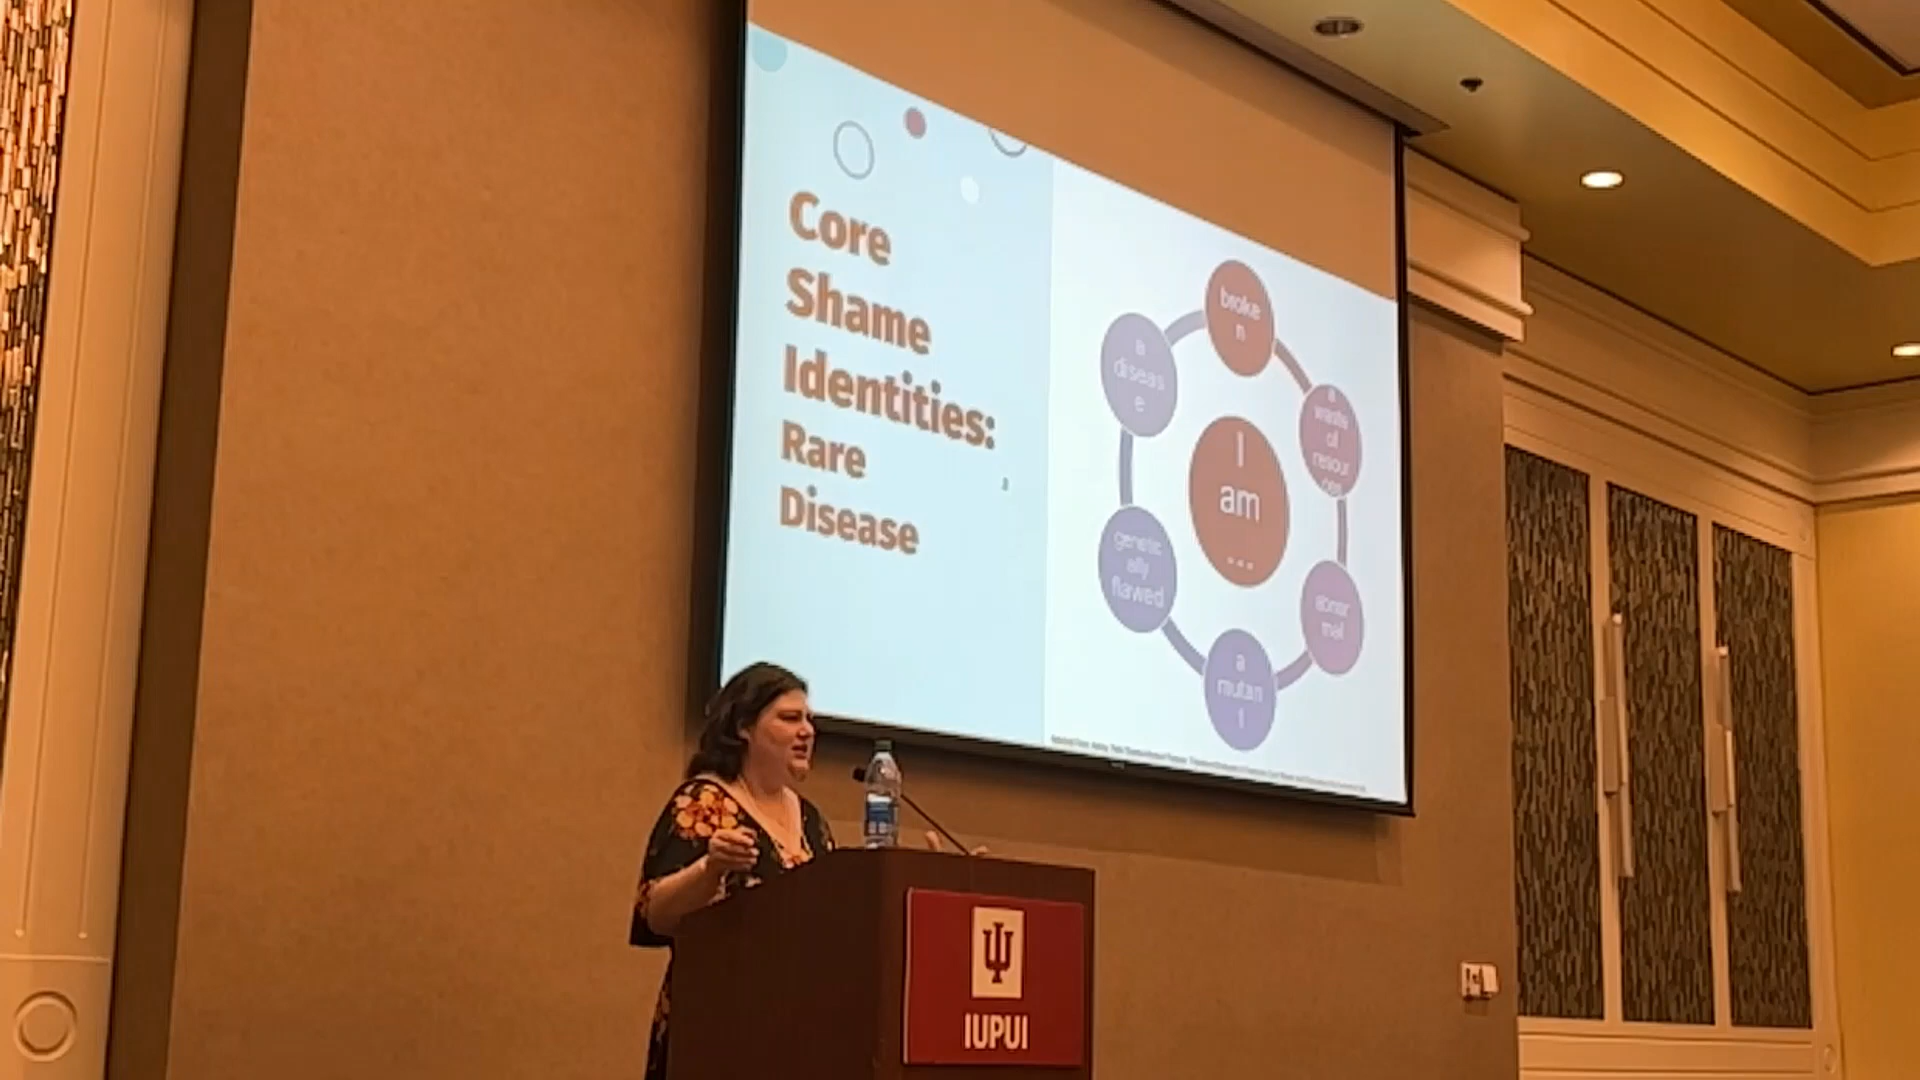 Core
Shame
Identities:
Rare
Disease
broke
n
a
waste
of
resour
ces
abnor
mal
a
mutan
t
genetic
ally
flawed
a
diseas
e
I
am
...
IUPUI